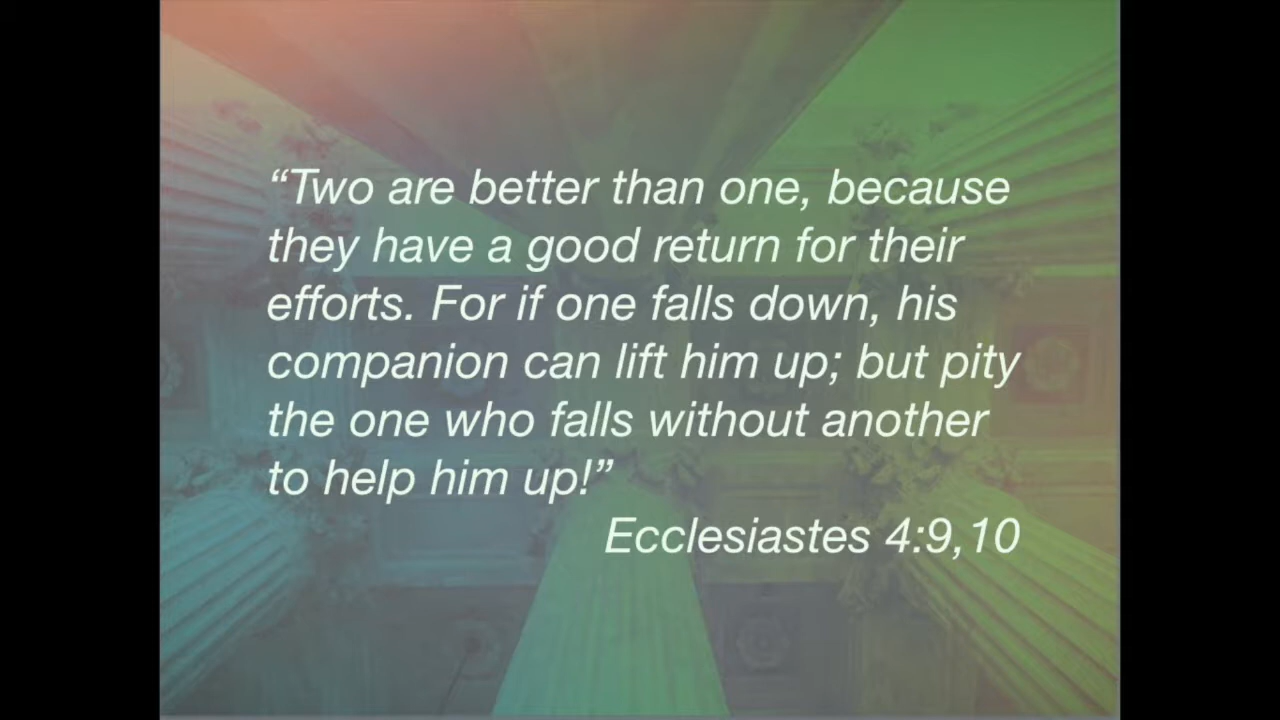 “Two are better than one, because
they have a good return for their
efforts. For if one falls down, his
companion can lift him up; but pity
the one who falls without another
to help him up!”
Ecclesiastes 4:9,10